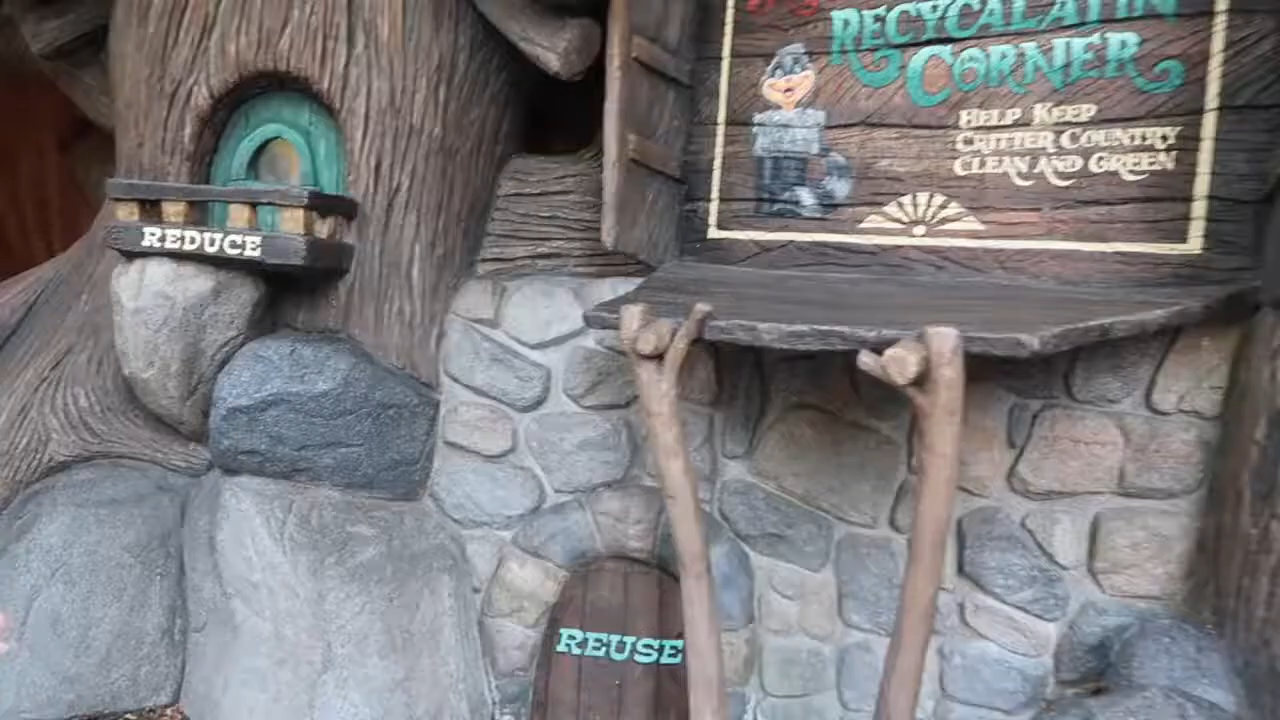 RECYCALATIN'
CORNER
HELP KEEP
CRITTER COUNTRY
CLEAN AND GREEN
REDUCE
REUSE